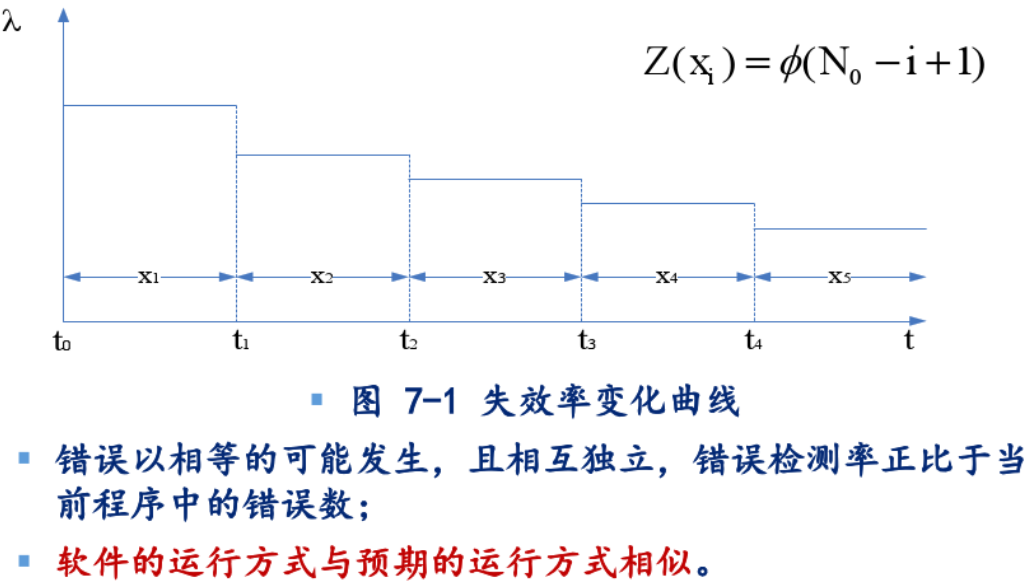 λ
Z(xᵢ)=ϕ(N₀−i+1)
x₁ x₂ x₃ x₄ x₅
t₀ t₁ t₂ t₃ t₄ t
▪ 图 7-1 失效率变化曲线
▪ 错误以相等的可能发生，且相互独立，错误检测率正比于当
前程序中的错误数；
▪ 软件的运行方式与预期的运行方式相似。